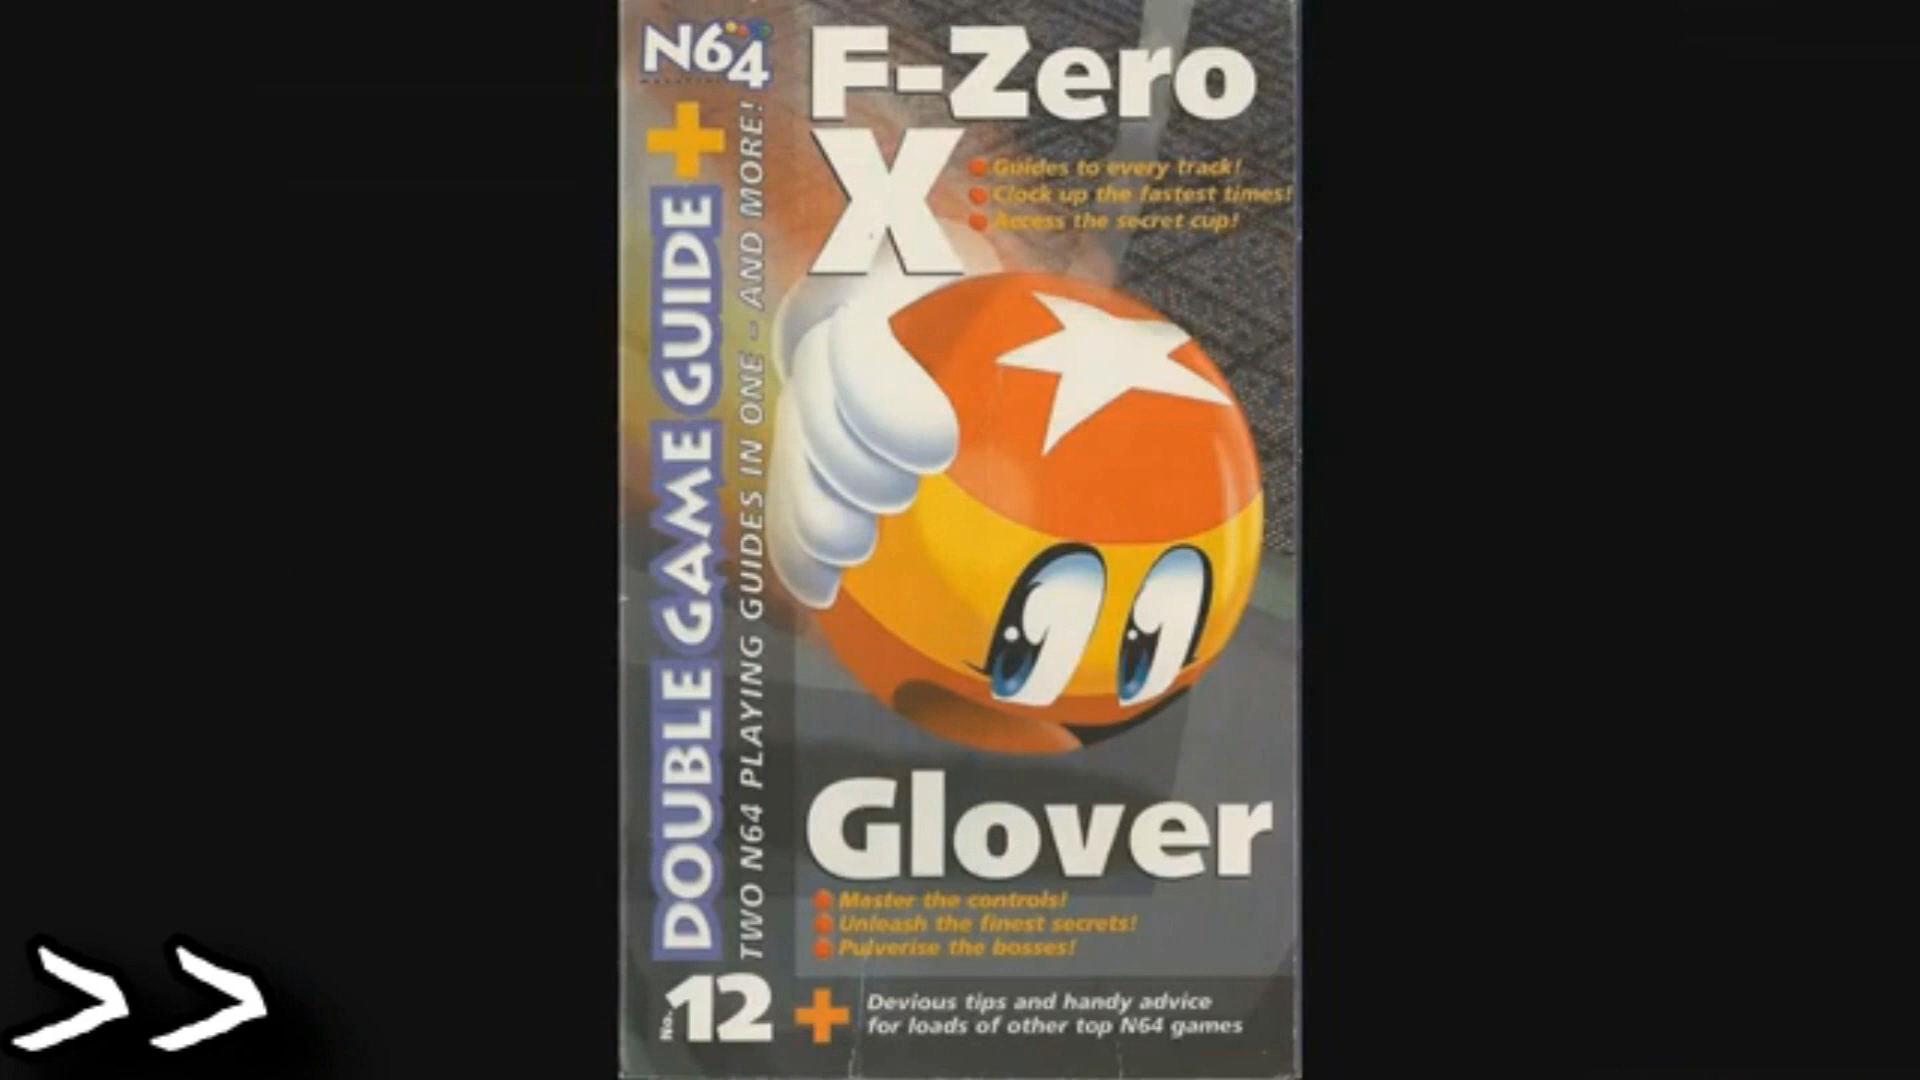 N64
F-Zero
X
Guides to every track!
Clock up the fastest times!
Access the secret cup!
DOUBLE GAME GUIDE+
TWO N64 PLAYING GUIDES IN ONE - AND MORE!
Glover
Master the controls!
Unleash the finest secrets!
Pulverise the bosses!
No.12
+ Devious tips and handy advice
for loads of other top N64 games
>>